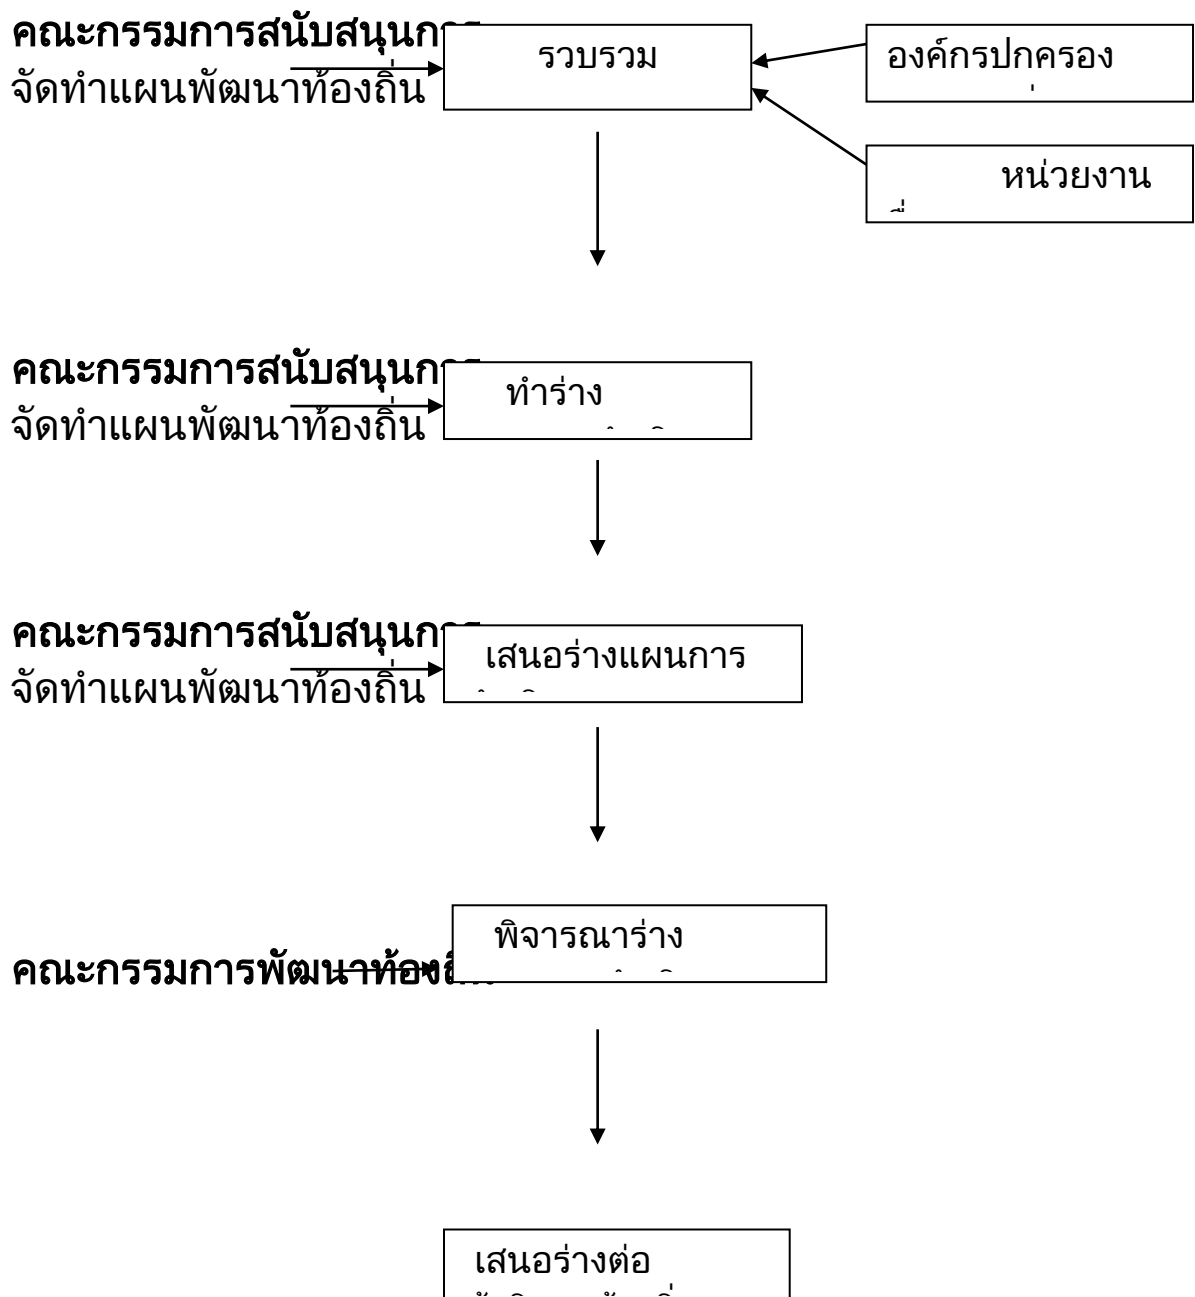 คณะกรรมการสนับสนุนการ
จัดทำแผนพัฒนาท้องถิ่น
รวบรวม
องค์กรปกครอง
หน่วยงาน
คณะกรรมการสนับสนุนการ
จัดทำแผนพัฒนาท้องถิ่น
ทำร่าง
คณะกรรมการสนับสนุนการ
จัดทำแผนพัฒนาท้องถิ่น
เสนอร่างแผนการ
พิจารณาร่าง
คณะกรรมการพัฒนาท้องถิ่น
เสนอร่างต่อ